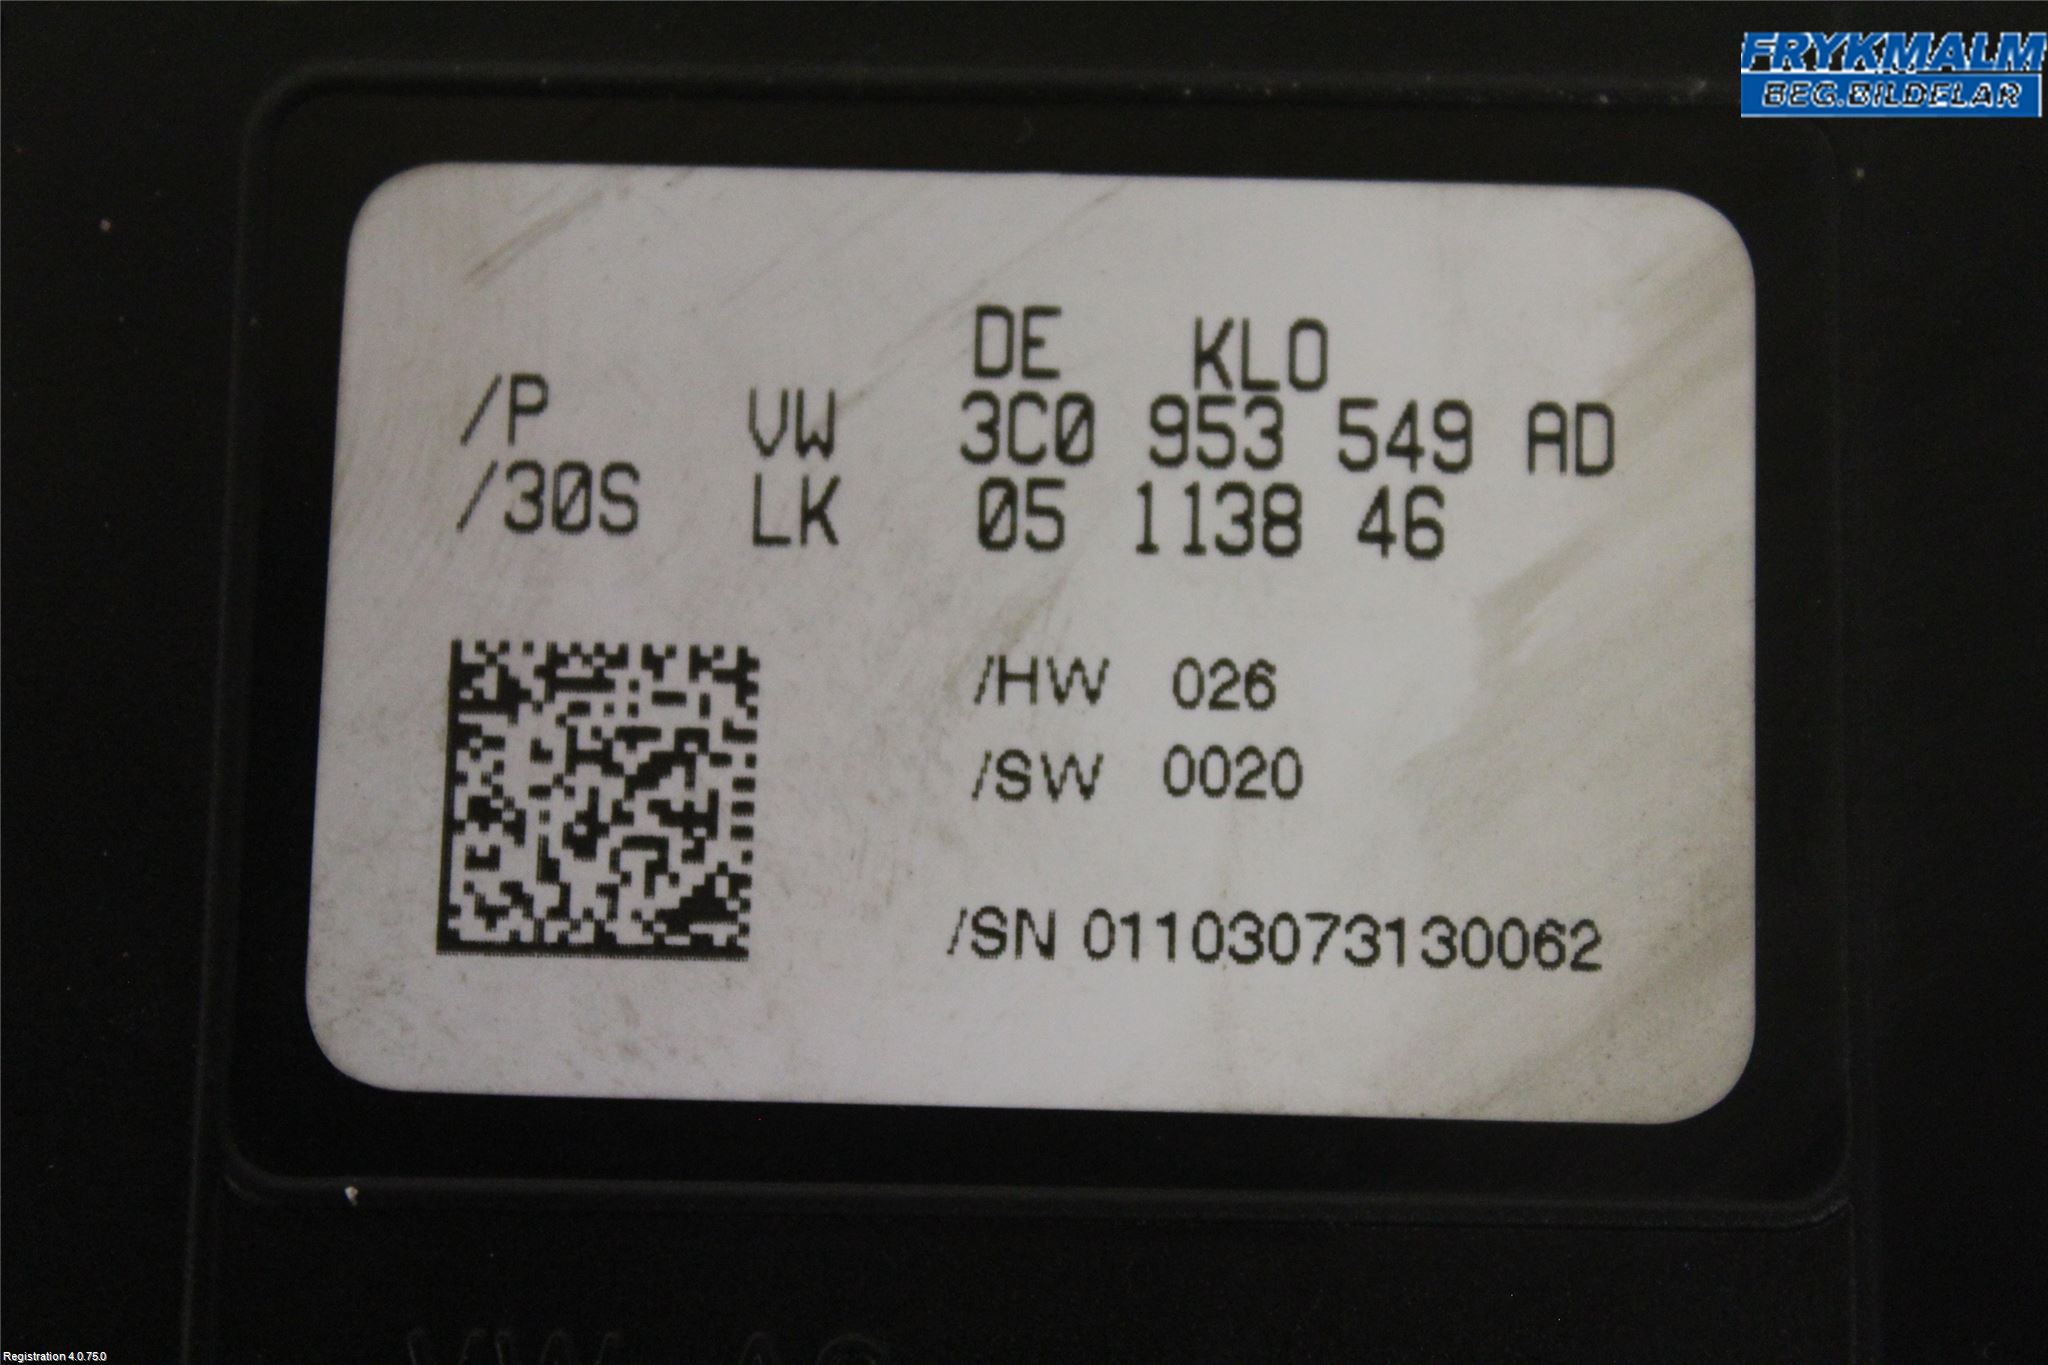 FRYKMALM
BEG.BILDELAR
DE KLO
/P VW 3C0 953 549 AD
/30S LK 05 1138 46
/HW 026
/SW 0020
/SN 01103073130062
Registration 4.0.75.0